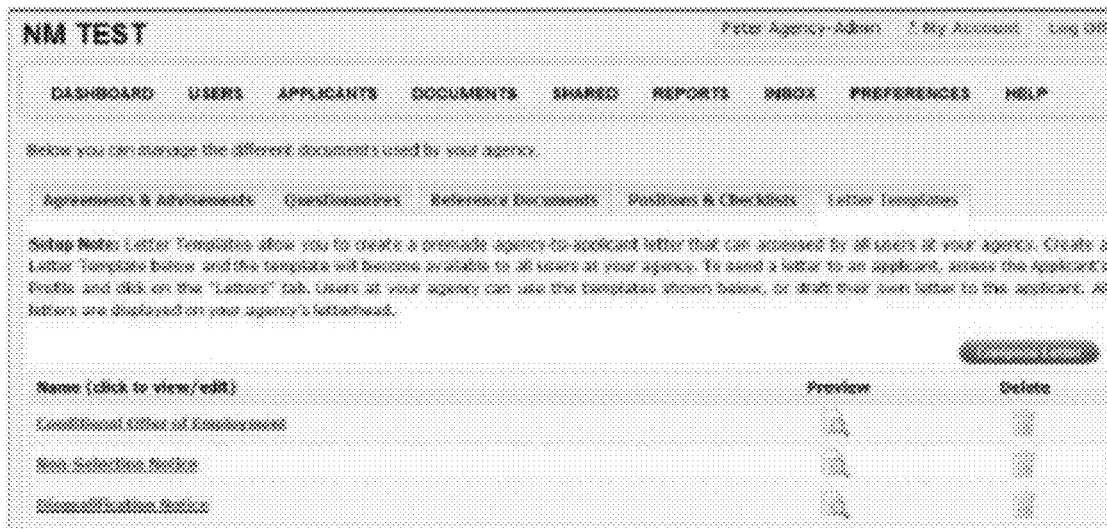 NM TEST
Peter Agency-Admin My Account Log Off
DASHBOARD USERS APPLICANTS DOCUMENTS SHARED REPORTS INBOX PREFERENCES HELP
Below you can manage the different documents used by your agency.
Agreements & Advisements Questionnaires Reference Documents Positions & Checklists Letter Templates
Setup Note: Letter Templates allow you to create a premade agency-to-applicant letter that can accessed by all users at your agency. Create a
Letter Template below and the template will become available to all users at your agency. To send a letter to an applicant, access the Applicant's
Profile and click on the "Letters" tab. Users at your agency can use the templates shown below, or draft their own letter to the applicant. All
letters are displayed on your agency's letterhead.
Name (click to view/edit) Preview Delete
Conditional Offer of Employment
Non Selection Notice
Disqualification Notice